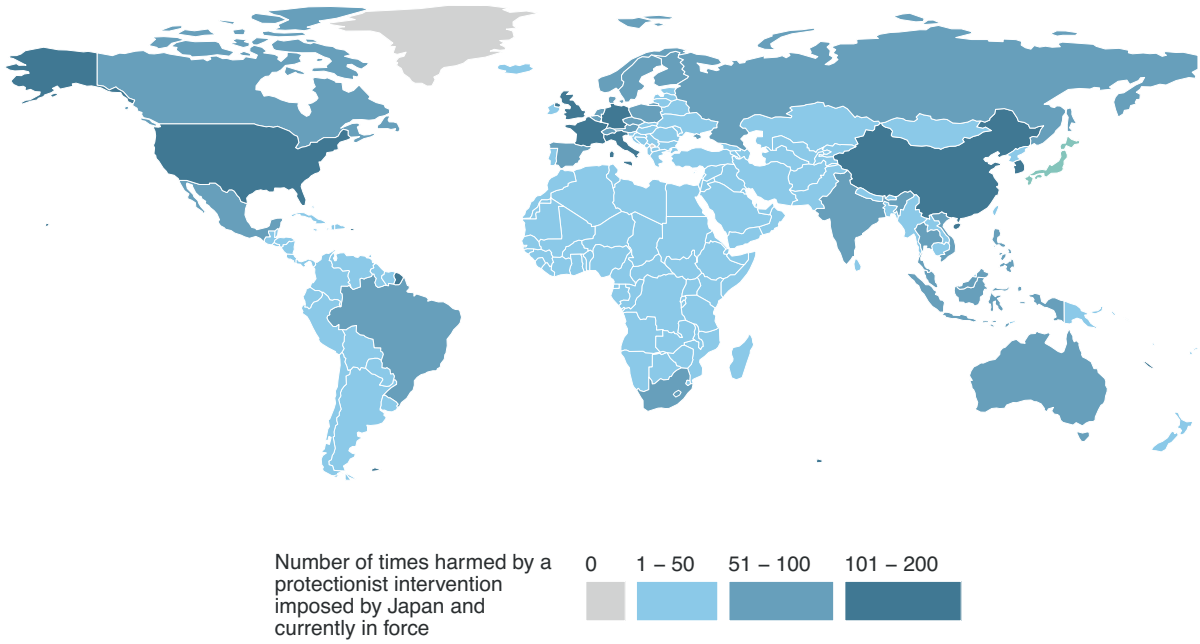 Number of times harmed by a
protectionist intervention
imposed by Japan and
currently in force
0
1 – 50
51 – 100
101 – 200